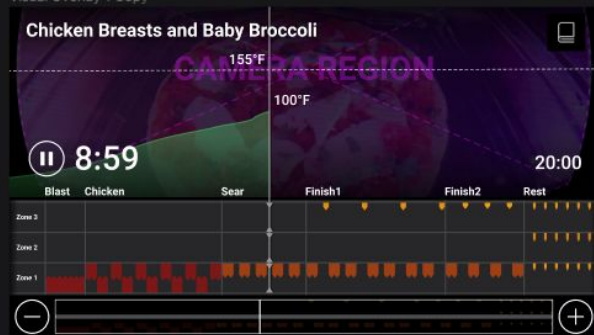 Chicken Breasts and Baby Broccoli
CAMERA REGION
155°F
100°F
8:59
20:00
Blast Chicken Sear Finish1 Finish2 Rest
Zone 3
Zone 2
Zone 1